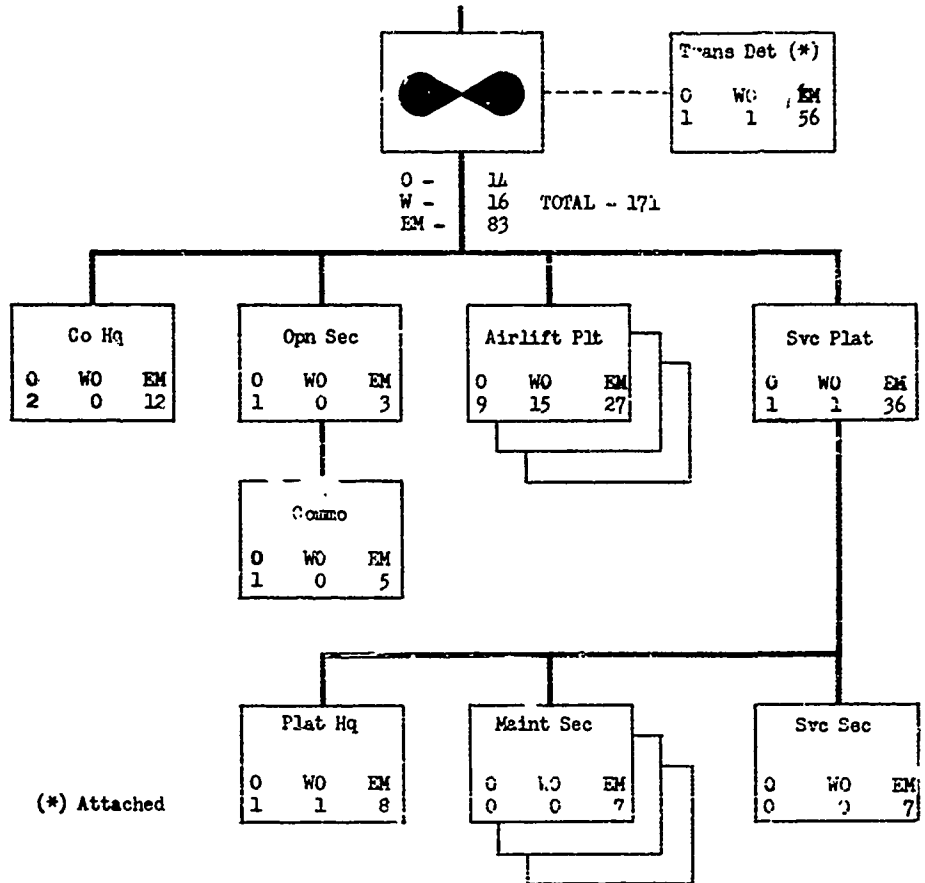 Trans Det (*)
O WO EM
1 1 56
O - 14
W - 16 TOTAL - 171
EM - 83
Co Hq
O WO EM
2 0 12
Opn Sec
O WO EM
1 0 3
Airlift Plt
O WO EM
9 15 27
Svc Plat
O WO EM
1 1 36
Commo
O WO EM
1 0 5
Plat Hq
O WO EM
1 1 8
Maint Sec
O WO EM
0 0 7
Svc Sec
O WO EM
0 0 7
(*) Attached